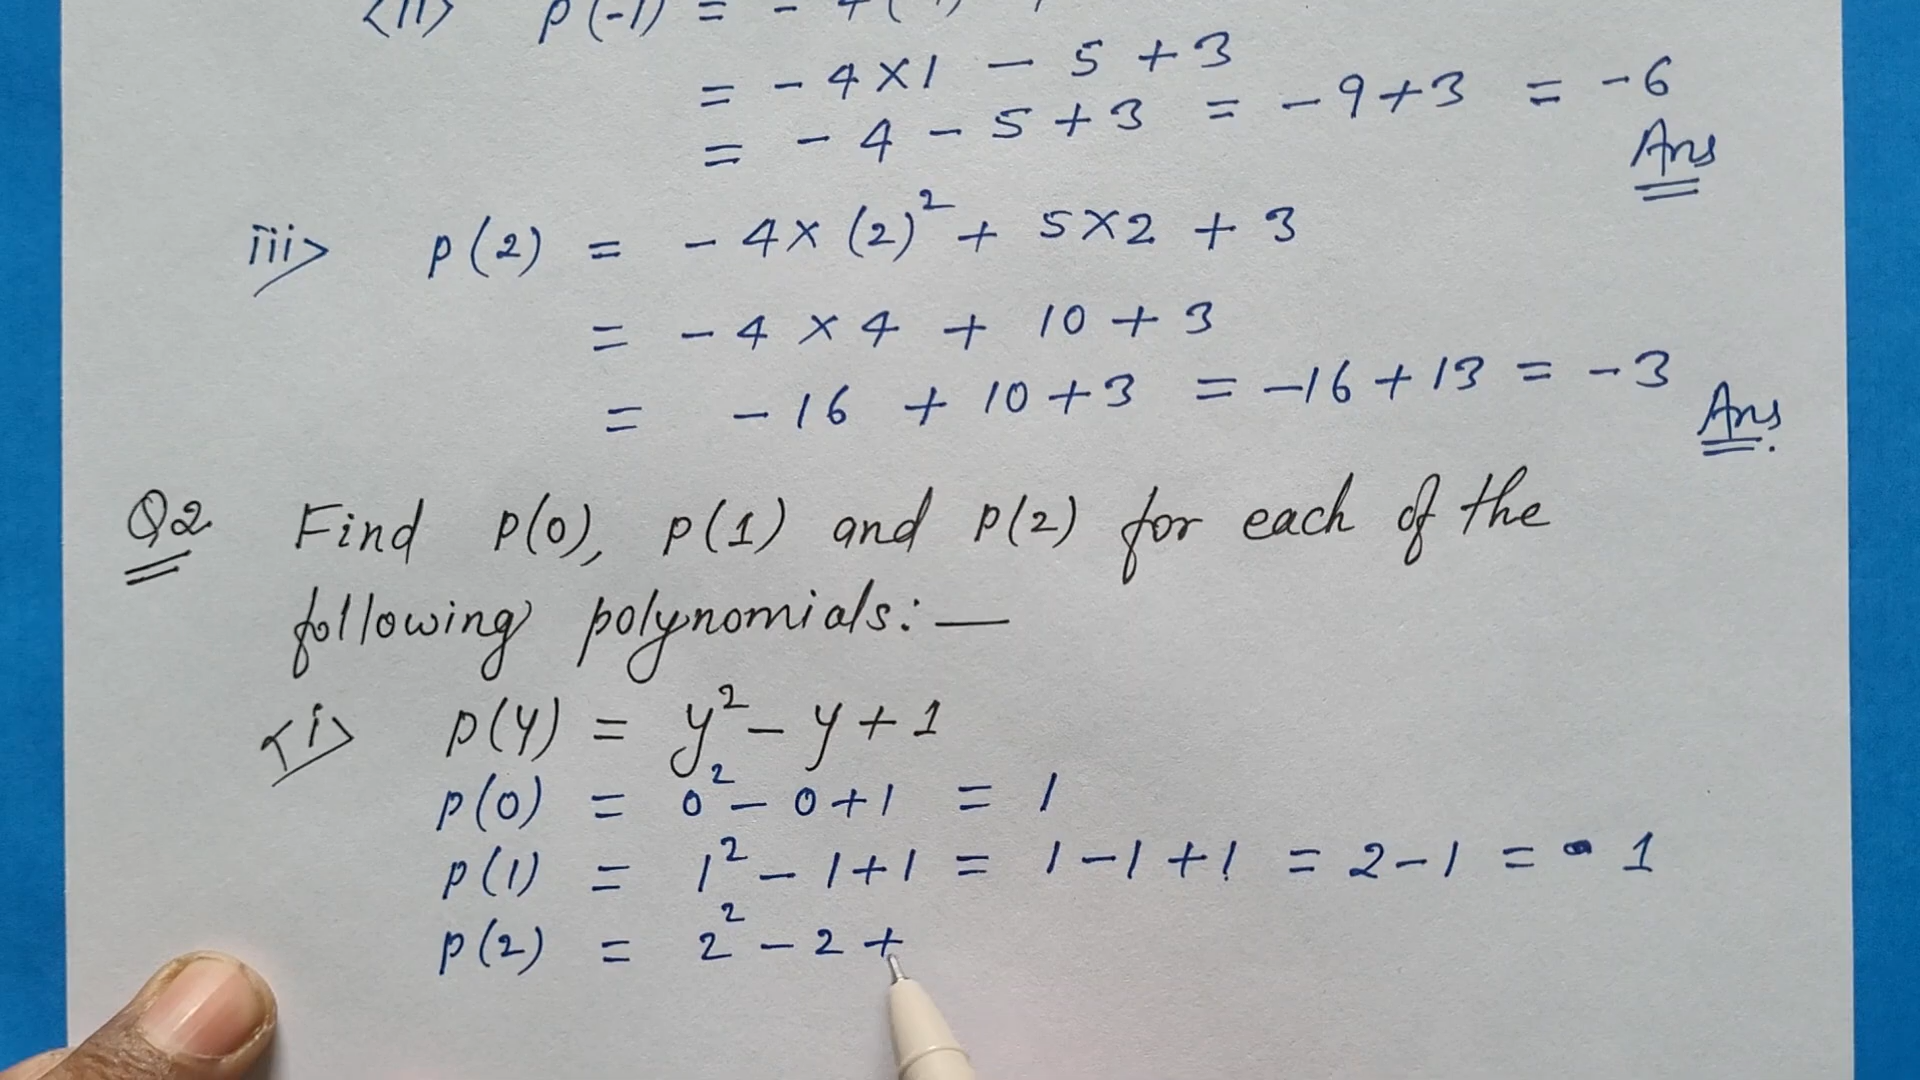 <ii> p(-1) = - 4(
= - 4×1 - 5 + 3
= - 4 - 5 + 3 = - 9 + 3 = - 6
Ans
iii> p(2) = - 4×(2)² + 5×2 + 3
= - 4 × 4 + 10 + 3
= - 16 + 10 + 3 = -16 + 13 = - 3
Ans.
Q2 Find p(0), p(1) and p(2) for each of the
following polynomials:—
<i> p(y) = y² - y + 1
p(0) = 0² - 0 + 1 = 1
p(1) = 1² - 1 + 1 = 1 - 1 + 1 = 2 - 1 = 1
p(2) = 2² - 2 +